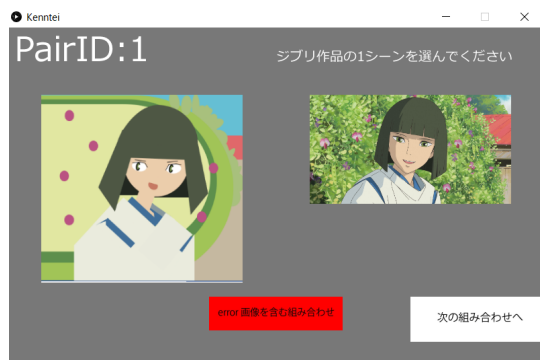 Kenntei
PairID:1
ジブリ作品の1シーンを選んでください
error 画像を含む組み合わせ
次の組み合わせへ